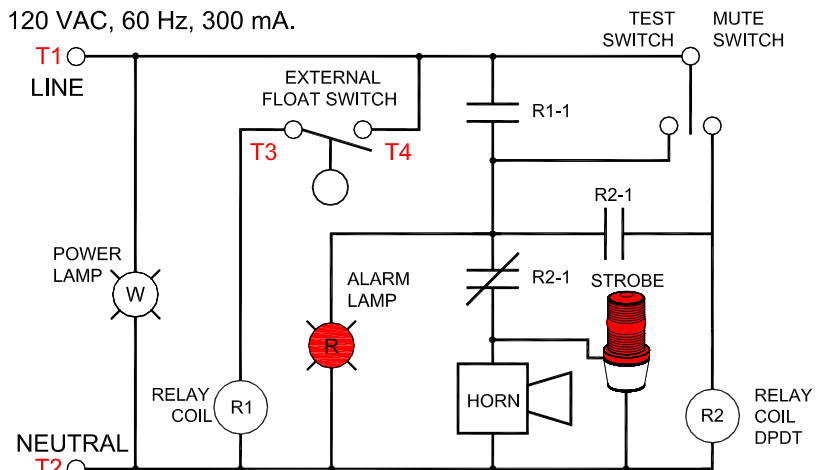 120 VAC, 60 Hz, 300 mA.
TEST
SWITCH
MUTE
SWITCH
T1
LINE
EXTERNAL
FLOAT SWITCH
R1-1
T3
T4
R2-1
POWER
LAMP
W
ALARM
LAMP
R2-1
STROBE
R
RELAY
COIL
R1
HORN
R2
RELAY
COIL
DPDT
NEUTRAL
T2